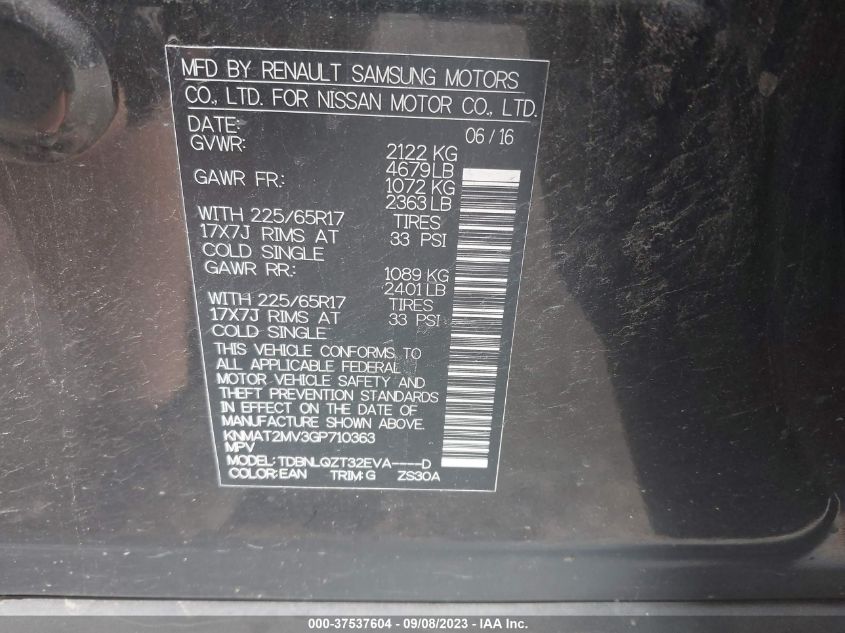 MFD BY RENAULT SAMSUNG MOTORS
CO., LTD. FOR NISSAN MOTOR CO., LTD.
DATE: 06/16
GVWR: 2122 KG
4679LB
GAWR FR: 1072 KG
2363LB
WITH 225/65R17 TIRES
17X7J RIMS AT 33 PSI
COLD SINGLE
GAWR RR: 1089 KG
2401LB
WITH 225/65R17 TIRES
17X7J RIMS AT 33 PSI
COLD SINGLE
THIS VEHICLE CONFORMS TO
ALL APPLICABLE FEDERAL
MOTOR VEHICLE SAFETY AND
THEFT PREVENTION STANDARDS
IN EFFECT ON THE DATE OF
MANUFACTURE SHOWN ABOVE.
KNMAT2MV3GP710363
MPV
MODEL: TDBNLQZT32EVA----D
COLOR:EAN TRIM:G ZS30A
000-37537604 - 09/08/2023 - IAA Inc.